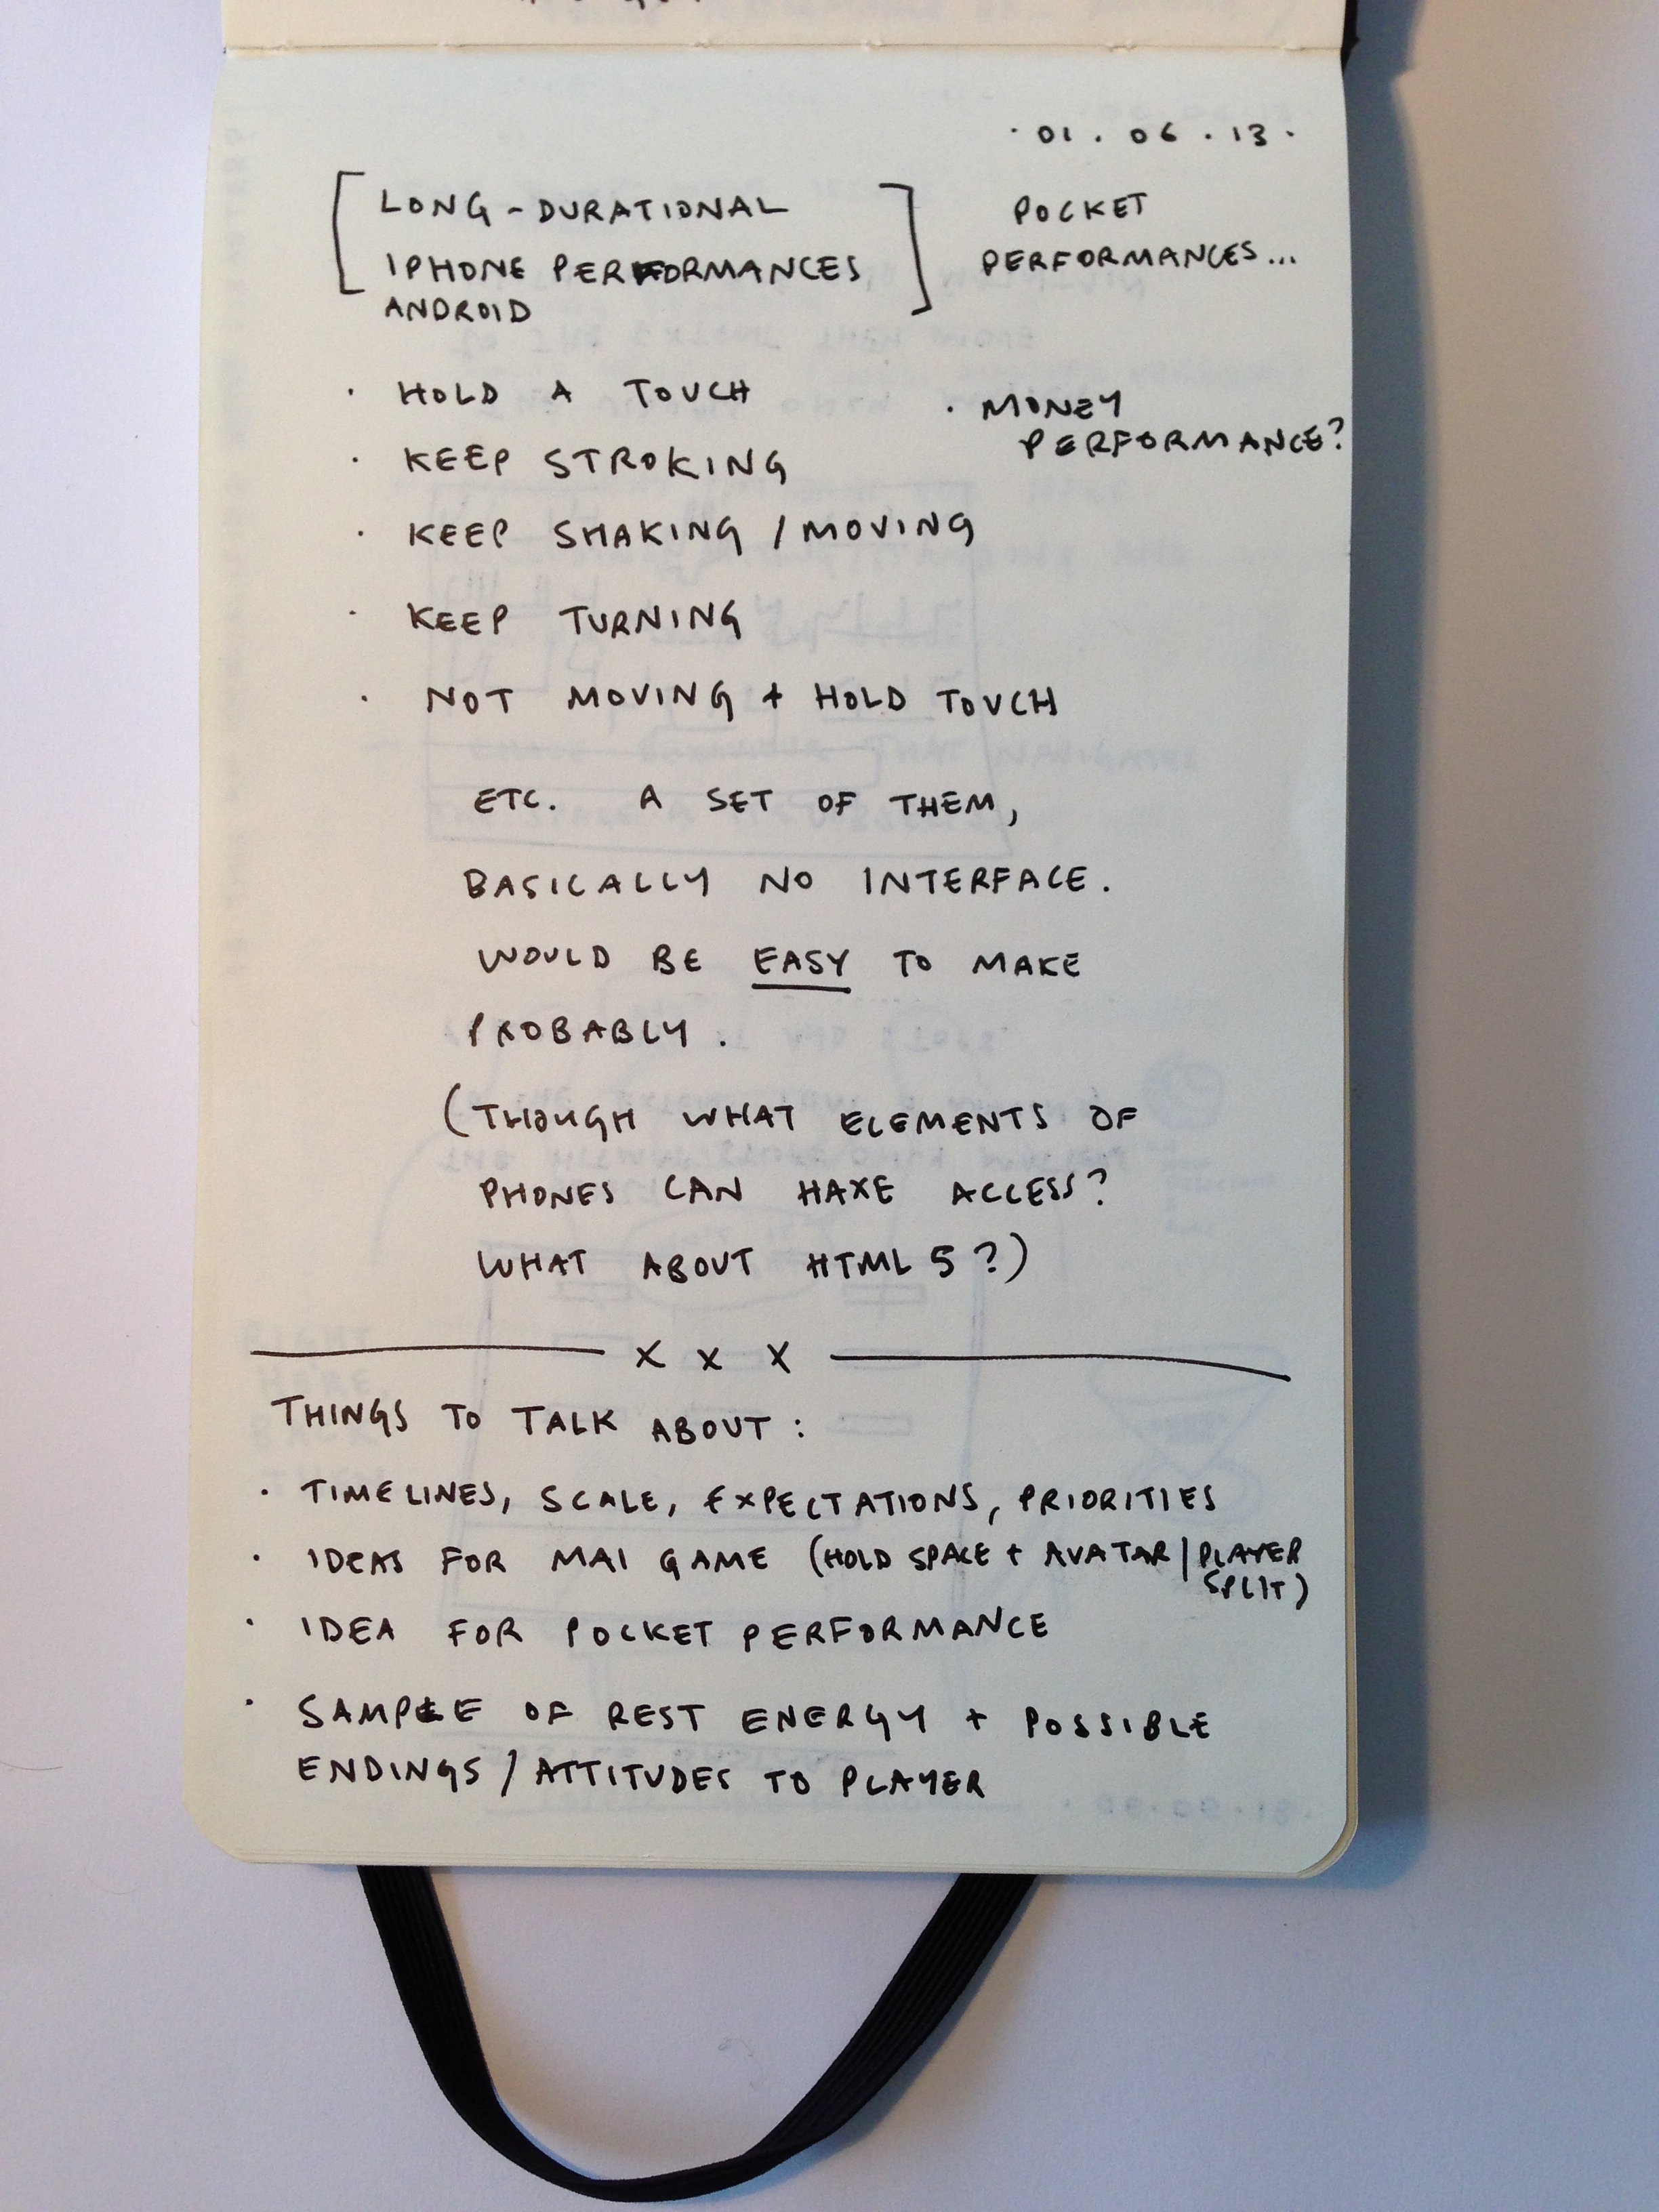 · 01 . 06 . 13 ·
[ LONG-DURATIONAL
IPHONE PERFORMANCES ]
ANDROID
POCKET
PERFORMANCES...
· HOLD A TOUCH
· MONEY
PERFORMANCE?
· KEEP STROKING
· KEEP SHAKING / MOVING
· KEEP TURNING
· NOT MOVING + HOLD TOUCH
ETC. A SET OF THEM,
BASICALLY NO INTERFACE.
WOULD BE EASY TO MAKE
PROBABLY.
(THOUGH WHAT ELEMENTS OF
PHONES CAN HAXE ACCESS?
WHAT ABOUT HTML 5?)
X X X
THINGS TO TALK ABOUT:
· TIMELINES, SCALE, EXPECTATIONS, PRIORITIES
· IDEAS FOR MAI GAME (HOLD SPACE + AVATAR | PLAYER
SPLIT)
· IDEA FOR POCKET PERFORMANCE
· SAMPLE OF REST ENERGY + POSSIBLE
ENDINGS / ATTITUDES TO PLAYER